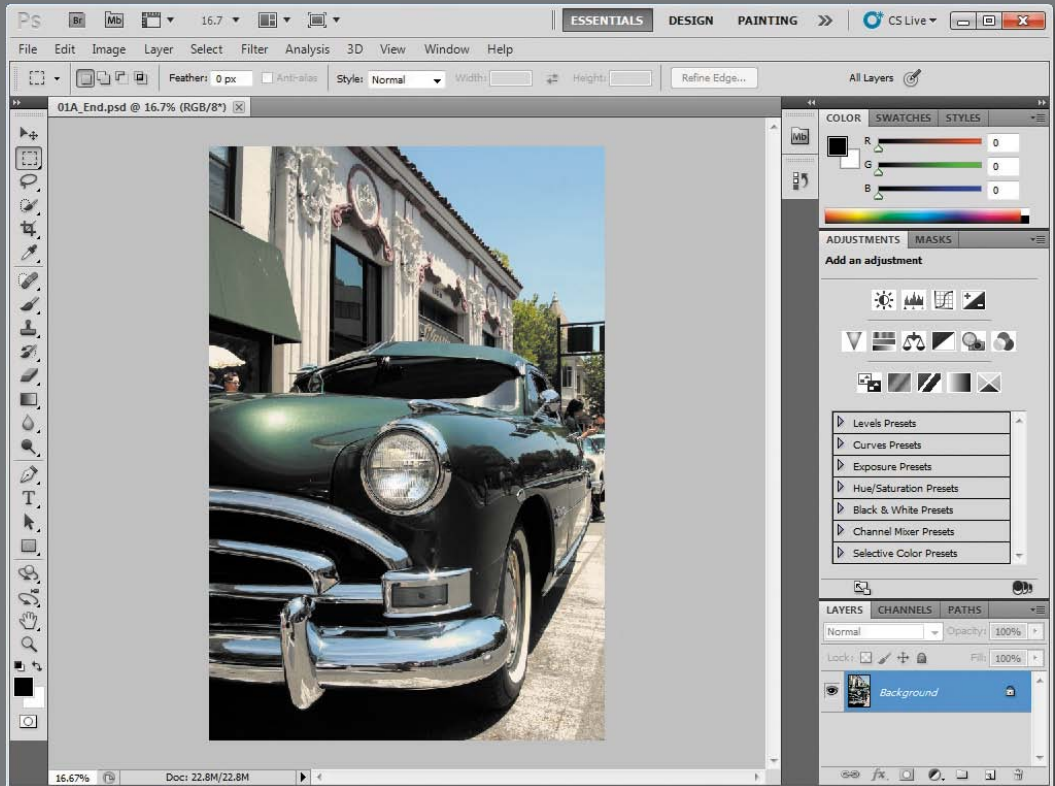 Ps Br Mb 16.7 ESSENTIALS DESIGN PAINTING CS Live
File Edit Image Layer Select Filter Analysis 3D View Window Help
Feather: 0 px Anti-alias Style: Normal Width: Height: Refine Edge... All Layers
01A_End.psd @ 16.7% (RGB/8*)
Mb
COLOR SWATCHES STYLES
R 0
G 0
B 0
ADJUSTMENTS MASKS
Add an adjustment
Levels Presets
Curves Presets
Exposure Presets
Hue/Saturation Presets
Black & White Presets
Channel Mixer Presets
Selective Color Presets
LAYERS CHANNELS PATHS
Normal Opacity: 100%
Lock: Fill: 100%
Background
16.67% Doc: 22.8M/22.8M